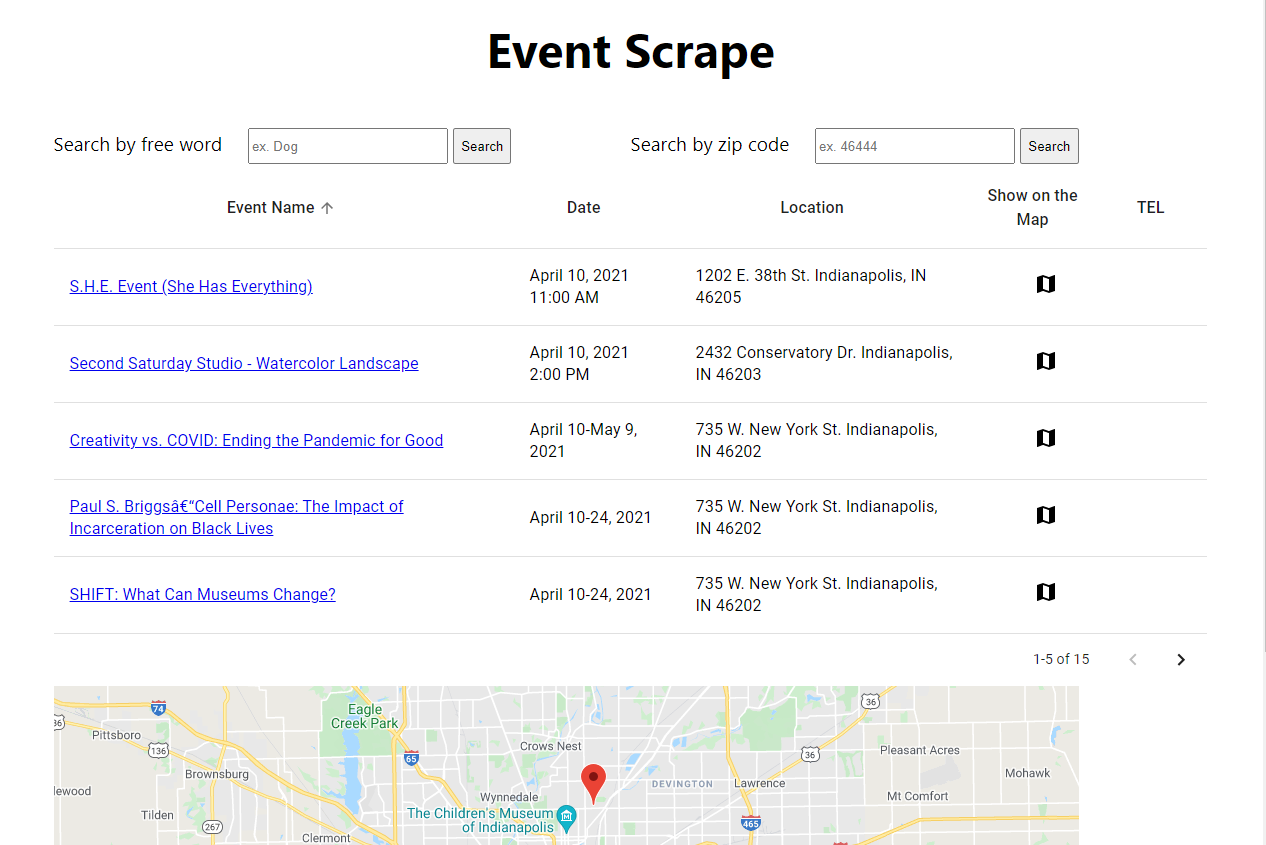 Event Scrape
Search by free word ex. Dog Search Search by zip code ex. 46444 Search
Event Name Date Location Show on the Map TEL
S.H.E. Event (She Has Everything)
April 10, 2021
11:00 AM
1202 E. 38th St. Indianapolis, IN
46205
Second Saturday Studio - Watercolor Landscape
April 10, 2021
2:00 PM
2432 Conservatory Dr. Indianapolis,
IN 46203
Creativity vs. COVID: Ending the Pandemic for Good
April 10-May 9,
2021
735 W. New York St. Indianapolis,
IN 46202
Paul S. Briggsâ€“Cell Personae: The Impact of
Incarceration on Black Lives
April 10-24, 2021
735 W. New York St. Indianapolis,
IN 46202
SHIFT: What Can Museums Change?
April 10-24, 2021
735 W. New York St. Indianapolis,
IN 46202
1-5 of 15
74
Eagle
Creek Park
36
36
Pittsboro
136
65
Crows Nest
36
Pleasant Acres
Brownsburg
DEVINGTON
Lawrence
Mohawk
lewood
Wynnedale
Mt Comfort
Tilden
267
The Children's Museum
of Indianapolis
465
Clermont